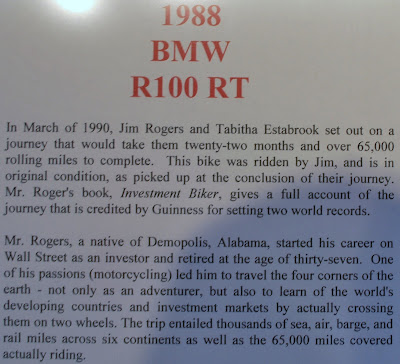 1988
BMW
R100 RT
In March of 1990, Jim Rogers and Tabitha Estabrook set out on a
journey that would take them twenty-two months and over 65,000
rolling miles to complete.  This bike was ridden by Jim, and is in
original condition, as picked up at the conclusion of their journey.
Mr. Roger's book, Investment Biker, gives a full account of the
journey that is credited by Guinness for setting two world records.
Mr. Rogers, a native of Demopolis, Alabama, started his career on
Wall Street as an investor and retired at the age of thirty-seven.  One
of his passions (motorcycling) led him to travel the four corners of the
earth - not only as an adventurer, but also to learn of the world's
developing countries and investment markets by actually crossing
them on two wheels. The trip entailed thousands of sea, air, barge, and
rail miles across six continents as well as the 65,000 miles covered
actually riding.